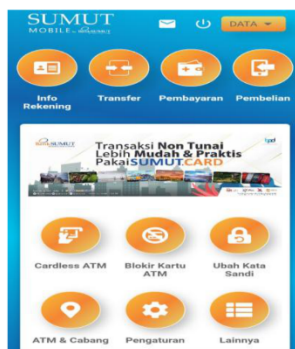 SUMUT
MOBILE
DATA
Info
Rekening
Transfer
Pembayaran
Pembelian
SUMUT
Transaksi Non Tunai
Lebih Mudah & Praktis
Pakai SUMUT.CARD
Cardless ATM
Blokir Kartu
ATM
Ubah Kata
Sandi
ATM & Cabang
Pengaturan
Lainnya